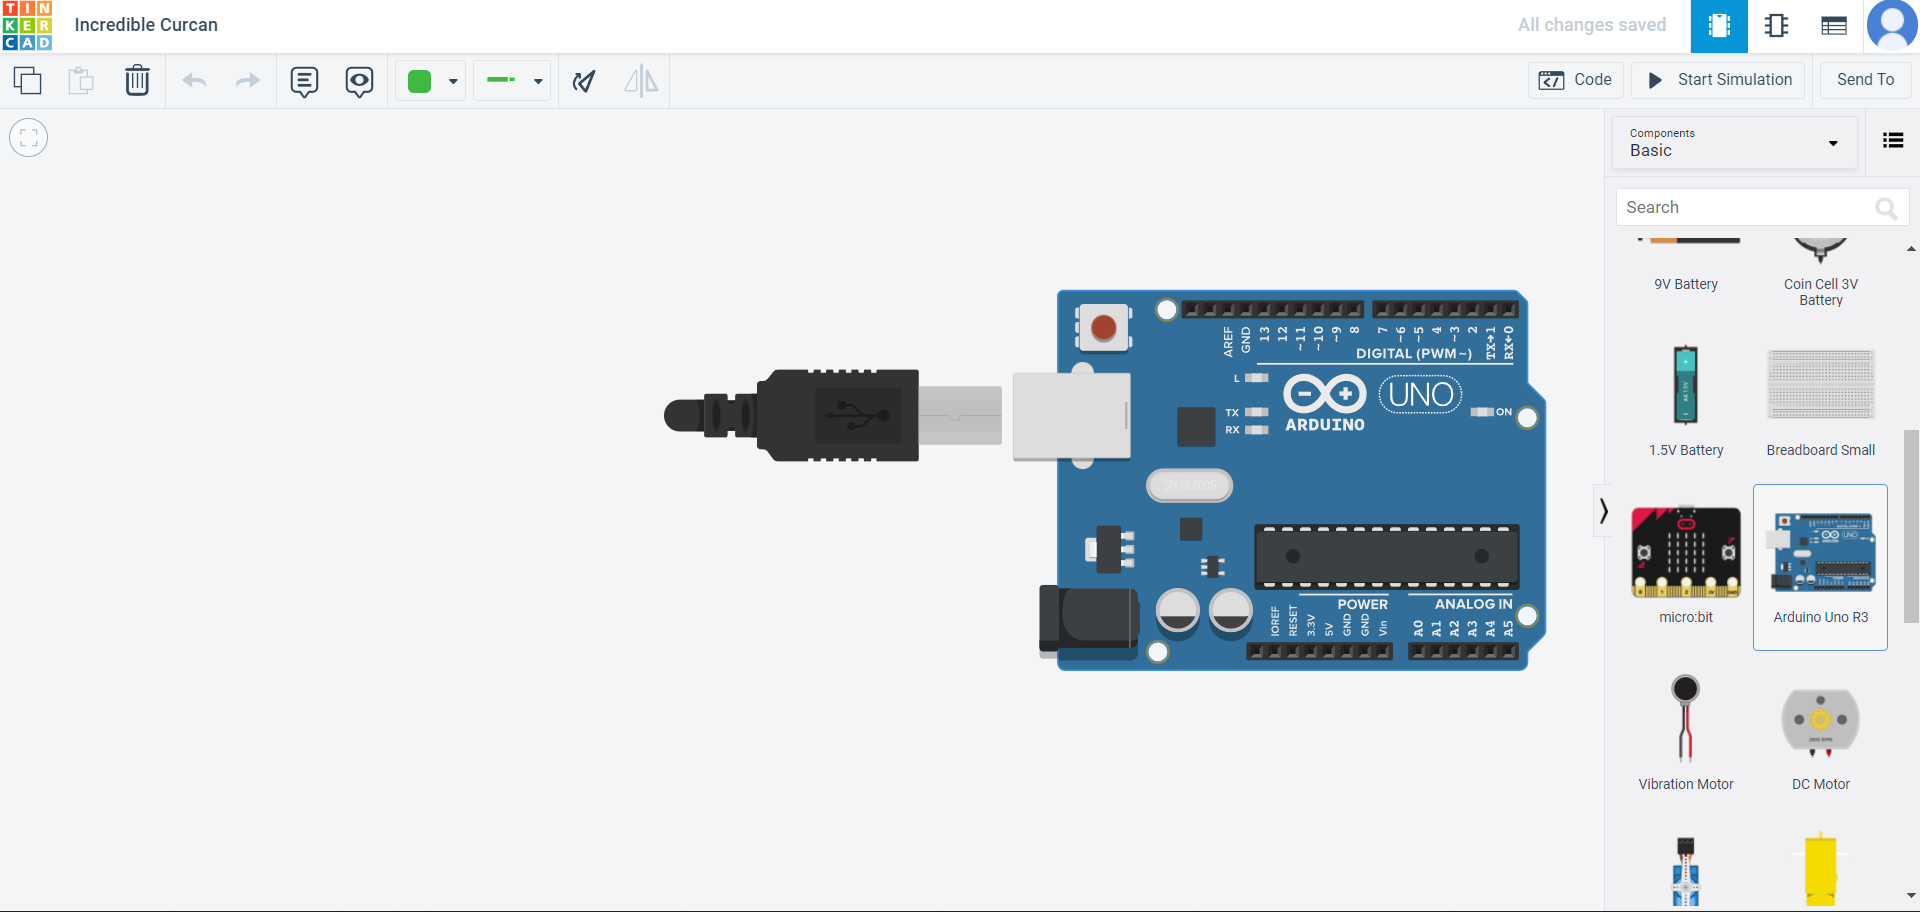 TIN
KER
CAD
Incredible Curcan
All changes saved
Code
Start Simulation
Send To
Components
Basic
Search
9V Battery
Coin Cell 3V
Battery
1.5V Battery
Breadboard Small
micro:bit
Arduino Uno R3
Vibration Motor
DC Motor
AREF
GND
13
12
~11
~10
~9
8
7
~6
~5
4
~3
2
TX→1
RX←0
DIGITAL (PWM~)
L
TX
RX
ARDUINO
UNO
ON
SPK16.000G
POWER
ANALOG IN
IOREF
RESET
3.3V
5V
GND
GND
Vin
A0
A1
A2
A3
A4
A5